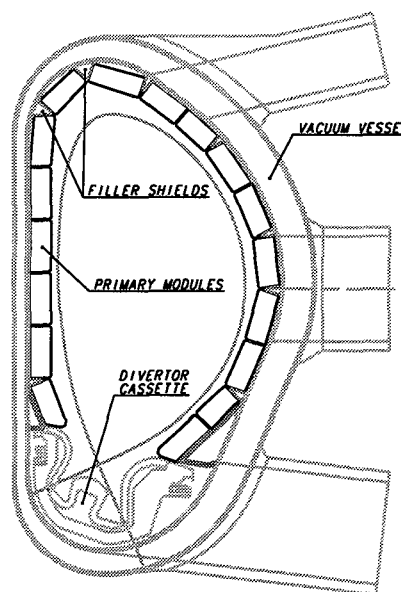 VACUUM VESSE
FILLER SHIELDS
PRIMARY MODULES
DIVERTOR
CASSETTE